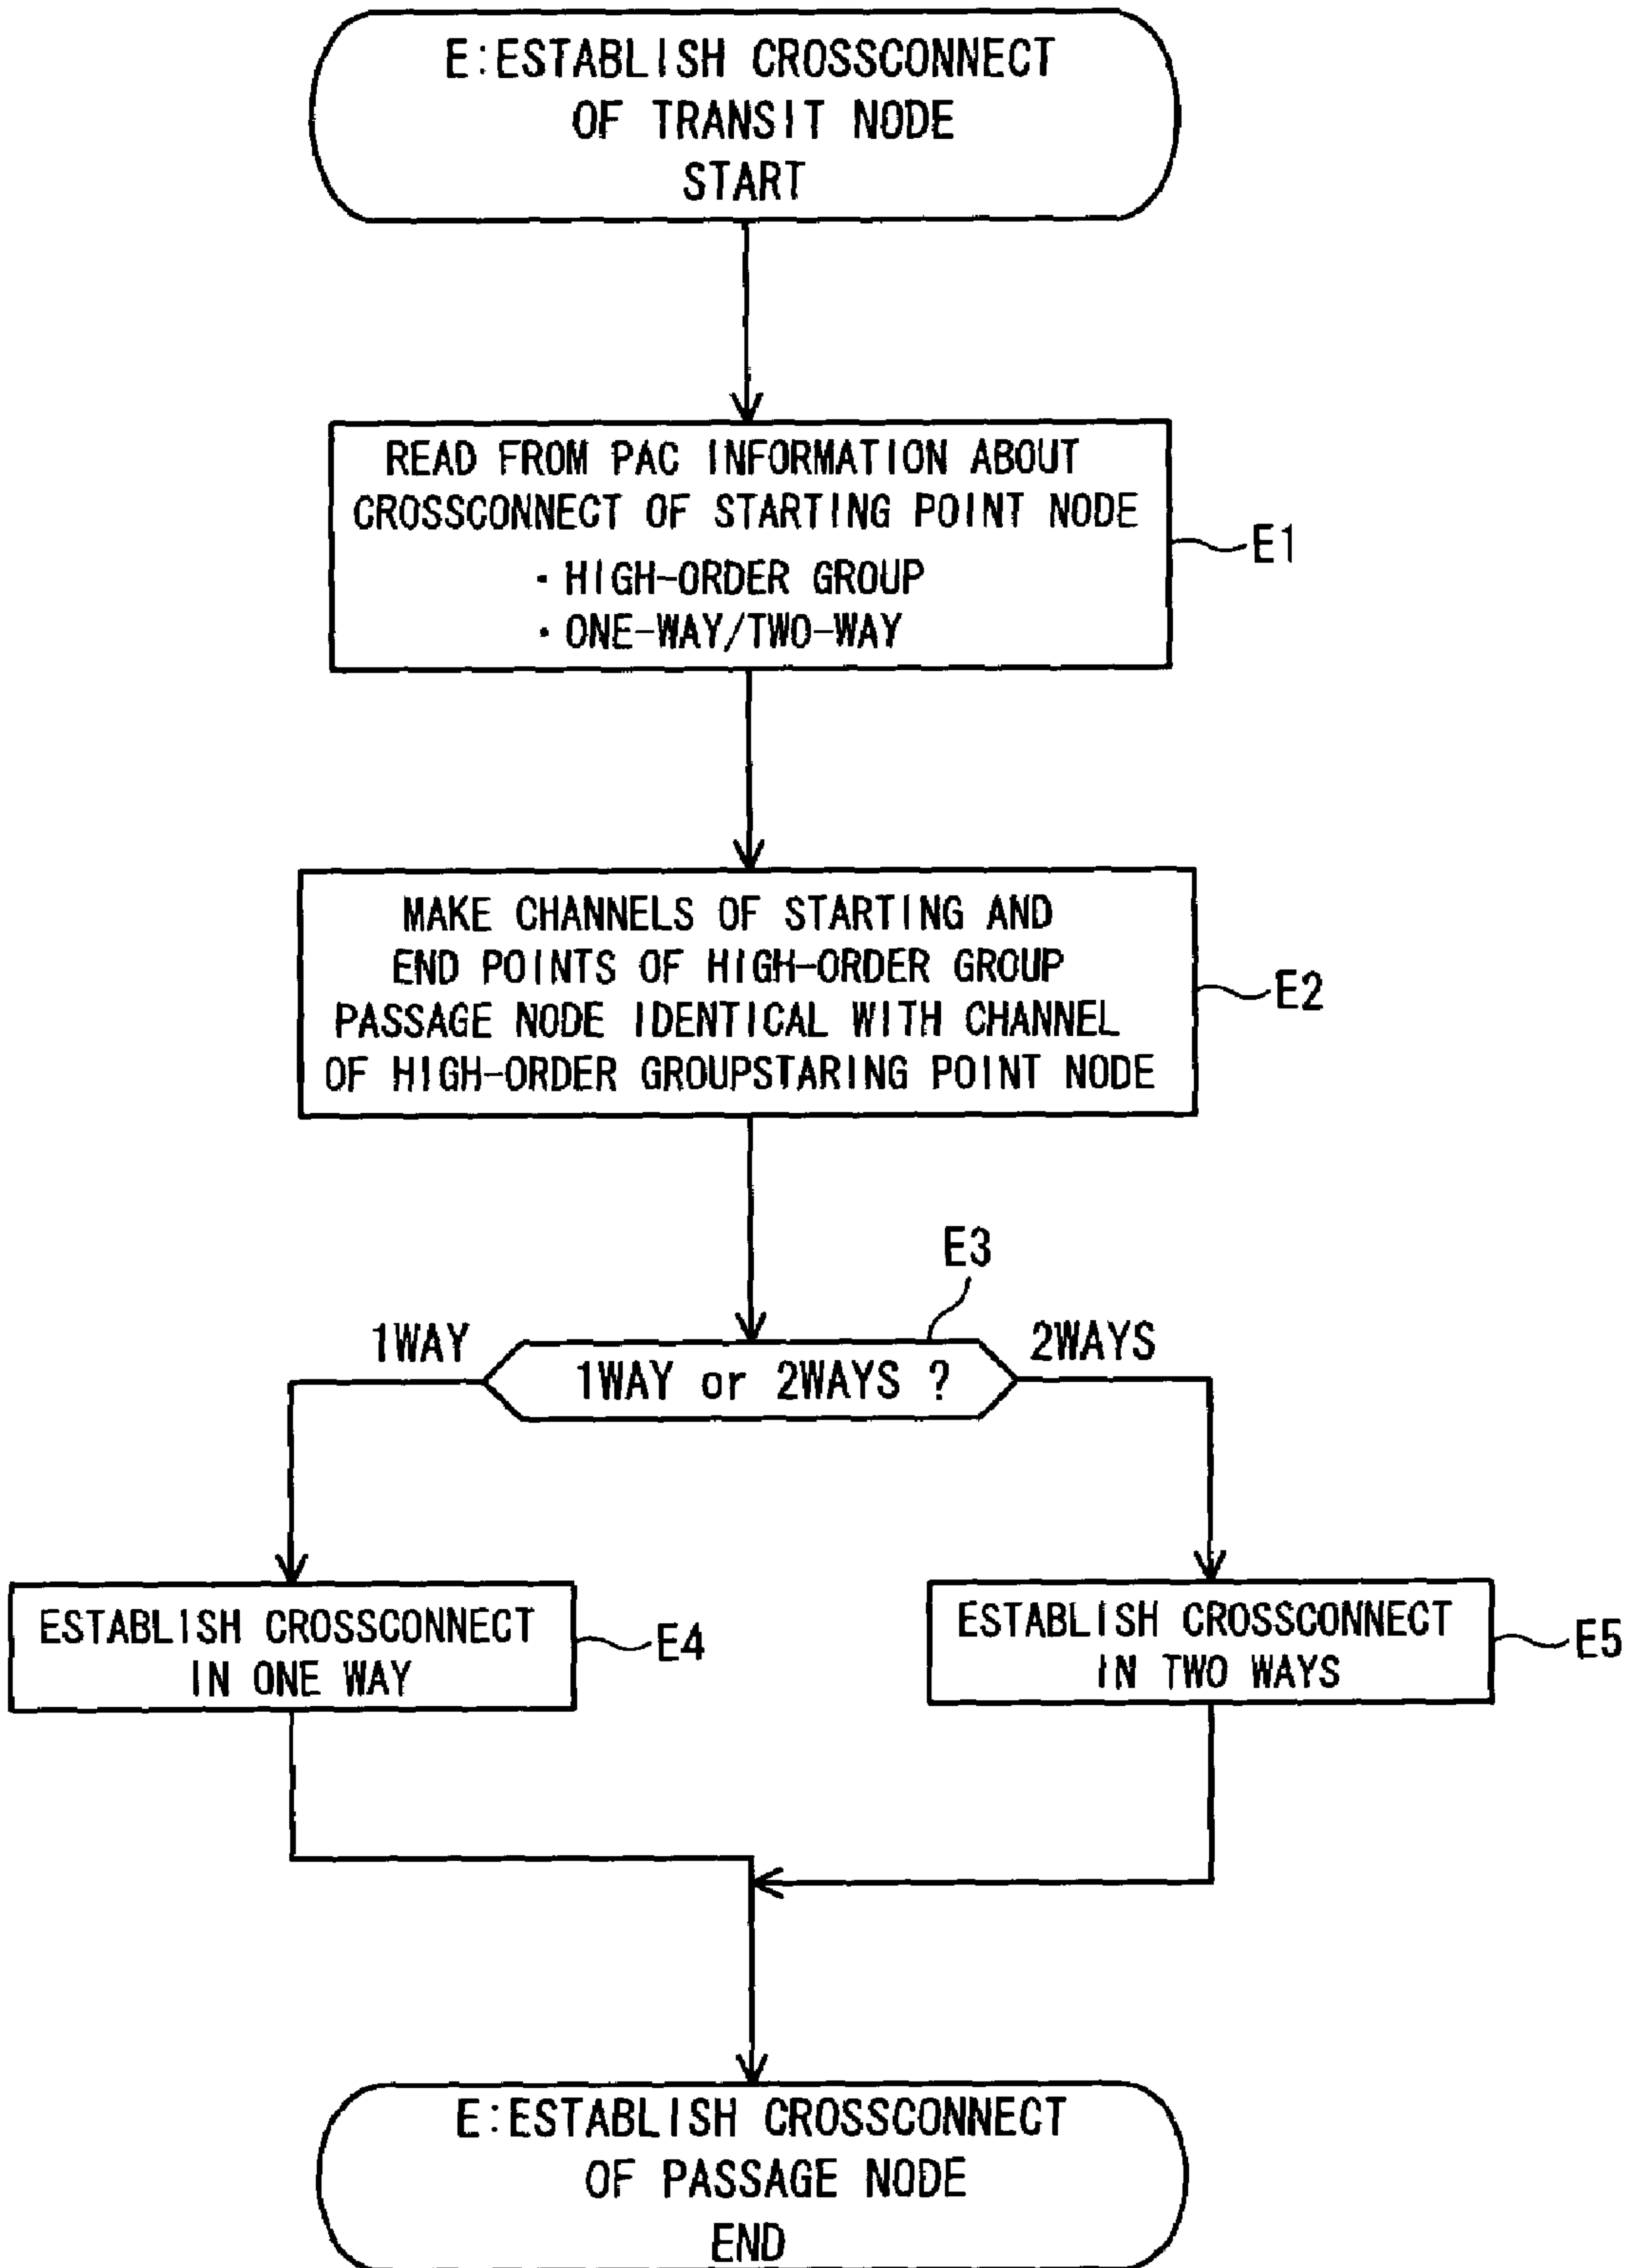 E:ESTABLISH CROSSCONNECT
OF TRANSIT NODE
START
READ FROM PAC INFORMATION ABOUT
CROSSCONNECT OF STARTING POINT NODE
· HIGH-ORDER GROUP
· ONE-WAY/TWO-WAY
E1
MAKE CHANNELS OF STARTING AND
END POINTS OF HIGH-ORDER GROUP
PASSAGE NODE IDENTICAL WITH CHANNEL
OF HIGH-ORDER GROUPSTARING POINT NODE
E2
E3
1WAY
1WAY or 2WAYS ?
2WAYS
ESTABLISH CROSSCONNECT
IN ONE WAY
E4
ESTABLISH CROSSCONNECT
IN TWO WAYS
E5
E:ESTABLISH CROSSCONNECT
OF PASSAGE NODE
END